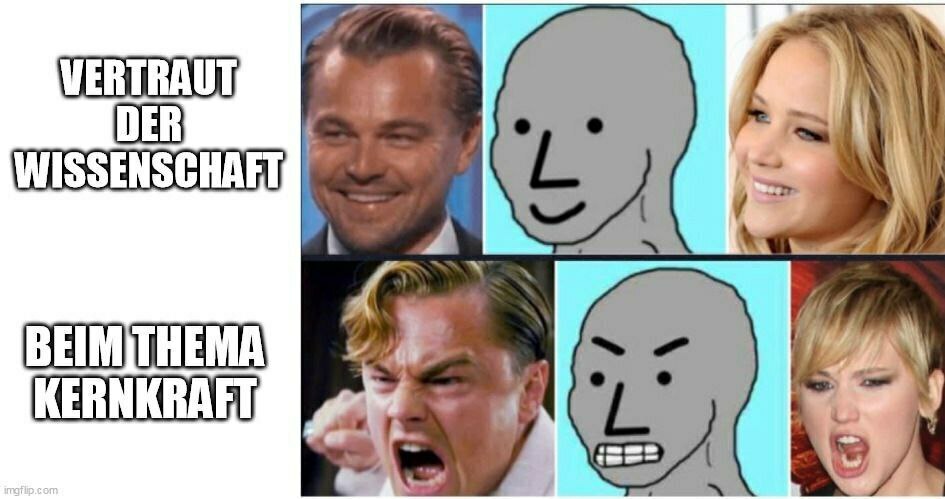 VERTRAUT
DER
WISSENSCHAFT
BEIM THEMA
KERNKRAFT
imgflip.com